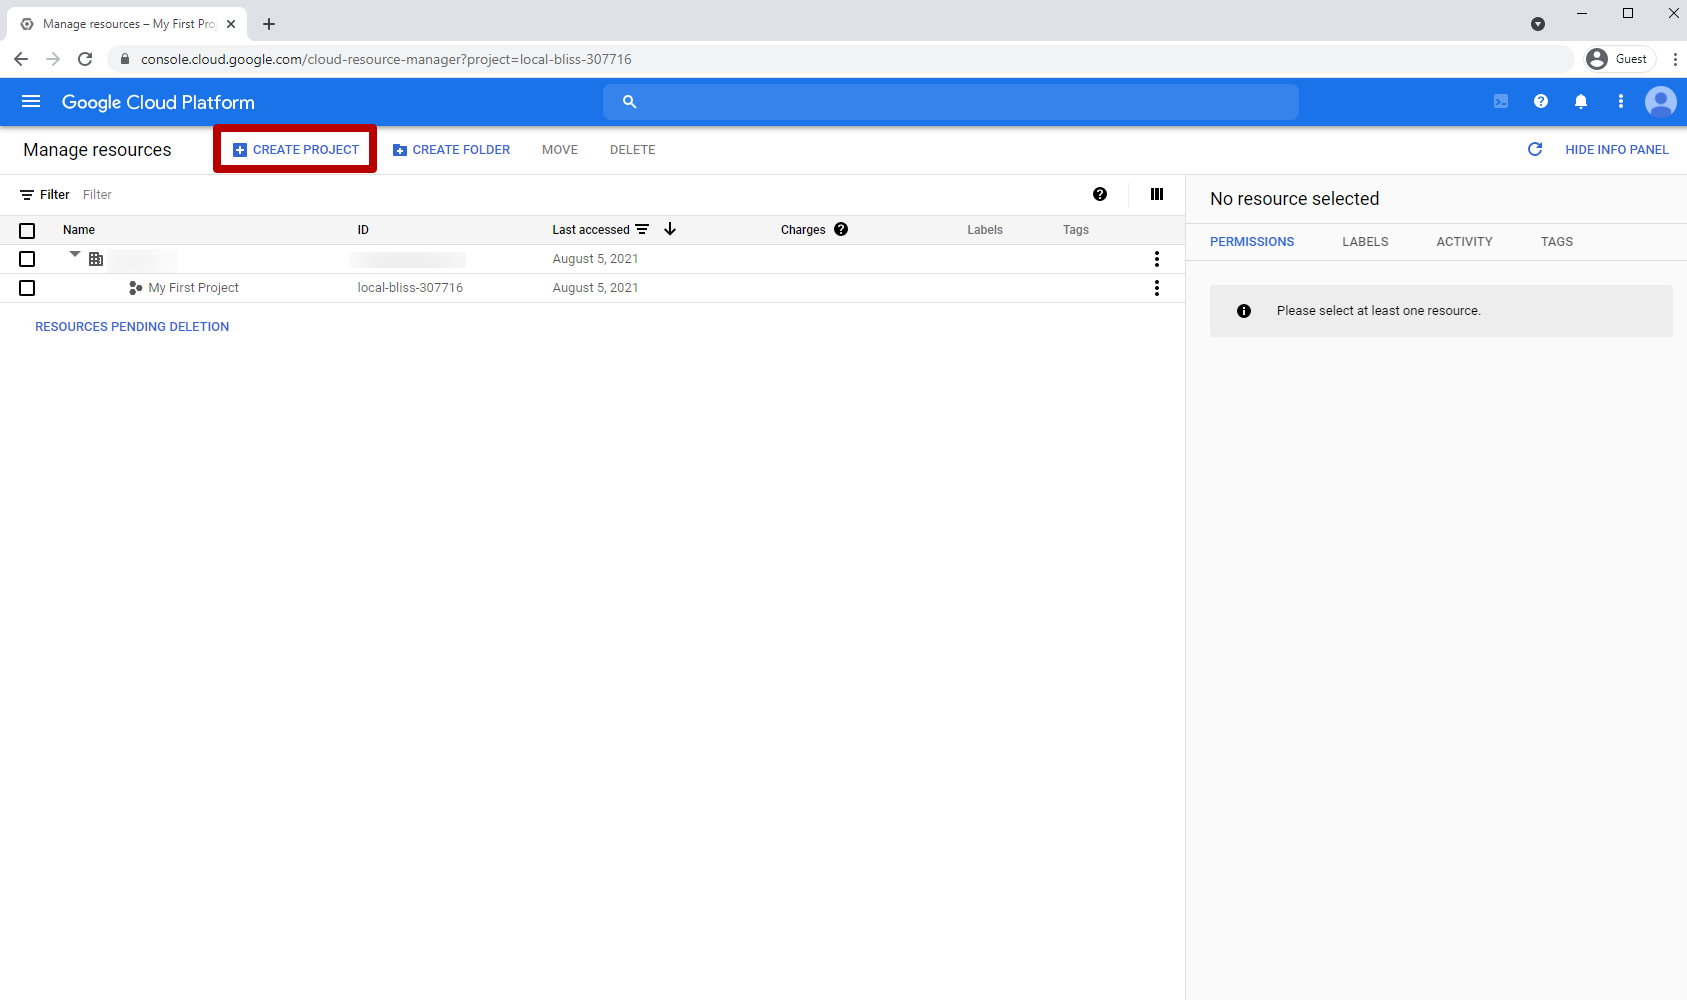 Manage resources – My First Pro
console.cloud.google.com/cloud-resource-manager?project=local-bliss-307716
Guest
Google Cloud Platform
Manage resources
CREATE PROJECT
CREATE FOLDER
MOVE
DELETE
HIDE INFO PANEL
Filter Filter
Name ID Last accessed Charges Labels Tags
August 5, 2021
My First Project local-bliss-307716 August 5, 2021
RESOURCES PENDING DELETION
No resource selected
PERMISSIONS LABELS ACTIVITY TAGS
Please select at least one resource.